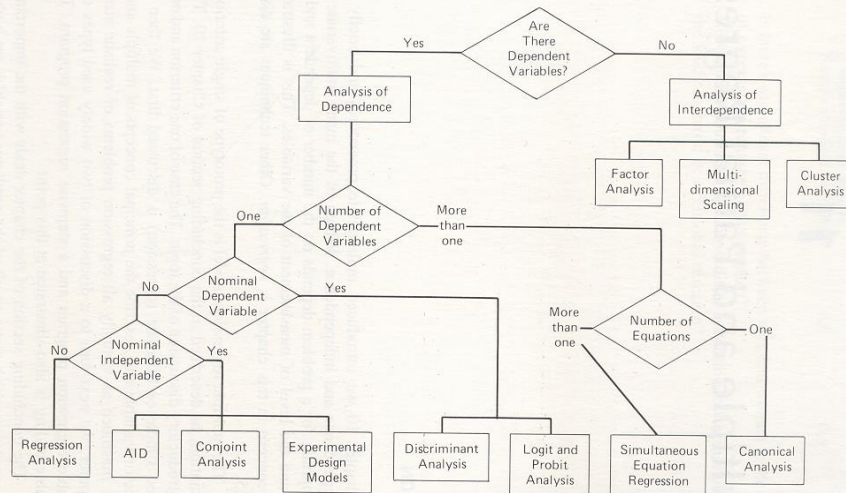 Are
There
Dependent
Variables?
Yes
No
Analysis of
Dependence
Analysis of
Interdependence
Factor
Analysis
Multi-
dimensional
Scaling
Cluster
Analysis
Number of
Dependent
Variables
One
More
than
one
Nominal
Dependent
Variable
No
Yes
Number of
Equations
More
than
one
One
Nominal
Independent
Variable
No
Yes
Regression
Analysis
AID
Conjoint
Analysis
Experimental
Design
Models
Discriminant
Analysis
Logit and
Probit
Analysis
Simultaneous
Equation
Regression
Canonical
Analysis